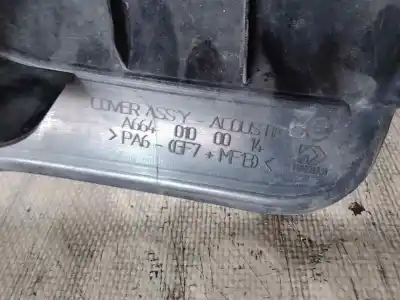 COVER ASSY - ACOUSTIC
A664 010 00 14
>PA6 - (GF7 + MF8)<